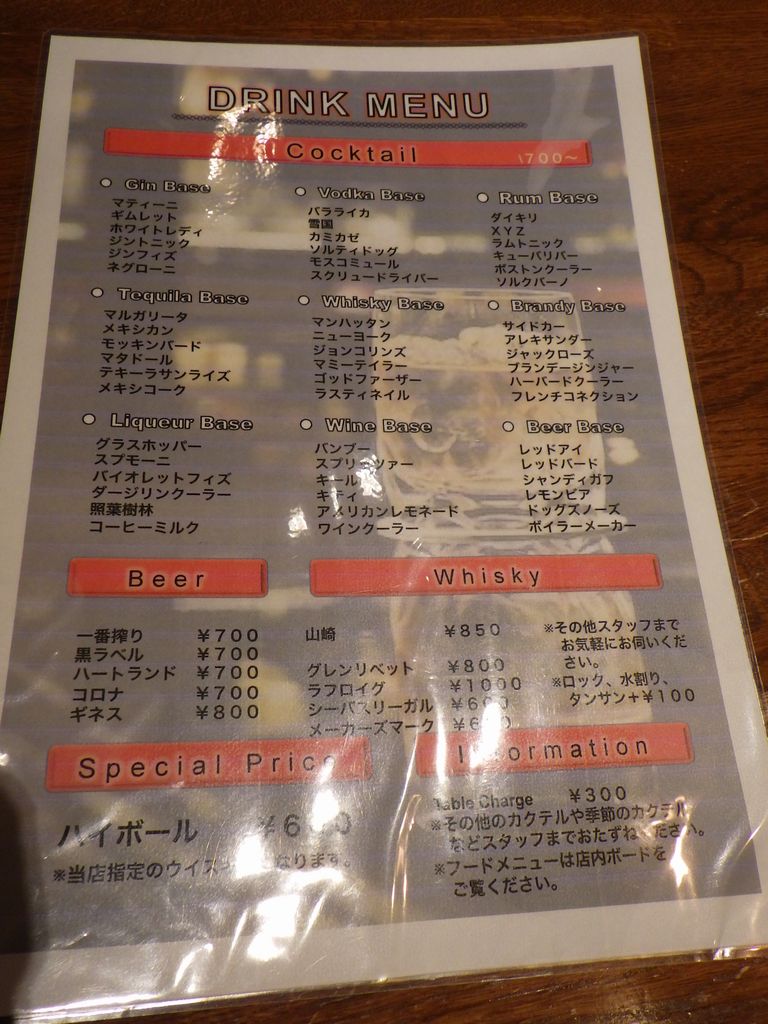 DRINK MENU
Cocktail \700~
Gin Base
マティーニ
ギムレット
ホワイトレディ
ジントニック
ジンフィズ
ネグローニ
Vodka Base
バラライカ
雪国
カミカゼ
ソルティドッグ
モスコミュール
スクリュードライバー
Rum Base
ダイキリ
XYZ
ラムトニック
キューバリバー
ボストンクーラー
ソルクバーノ
Tequila Base
マルガリータ
メキシカン
モッキンバード
マタドール
テキーラサンライズ
メキシコーク
Whisky Base
マンハッタン
ニューヨーク
ジョンコリンズ
マミーテイラー
ゴッドファーザー
ラスティネイル
Brandy Base
サイドカー
アレキサンダー
ジャックローズ
ブランデージンジャー
ハーバードクーラー
フレンチコネクション
Liqueur Base
グラスホッパー
スプモーニ
バイオレットフィズ
ダージリンクーラー
照葉樹林
コーヒーミルク
Wine Base
バンブー
スプリッツァー
キール
キティ
アメリカンレモネード
ワインクーラー
Beer Base
レッドアイ
レッドバード
シャンディガフ
レモンビア
ドッグズノーズ
ボイラーメーカー
Beer
一番搾り ¥700
黒ラベル ¥700
ハートランド ¥700
コロナ ¥700
ギネス ¥800
Whisky
山崎 ¥850
グレンリベット ¥800
ラフロイグ ¥1000
シーバスリーガル
メーカーズマーク
※その他スタッフまで
お気軽にお伺いくだ
さい。
※ロック、水割り、
タンサン+¥100
Special Price
ハイボール
※当店指定のウイスキーになります。
Information
Table Charge ¥300
※その他のカクテルや季節のカクテル
などスタッフまでおたずねください。
※フードメニューは店内ボードを
ご覧ください。